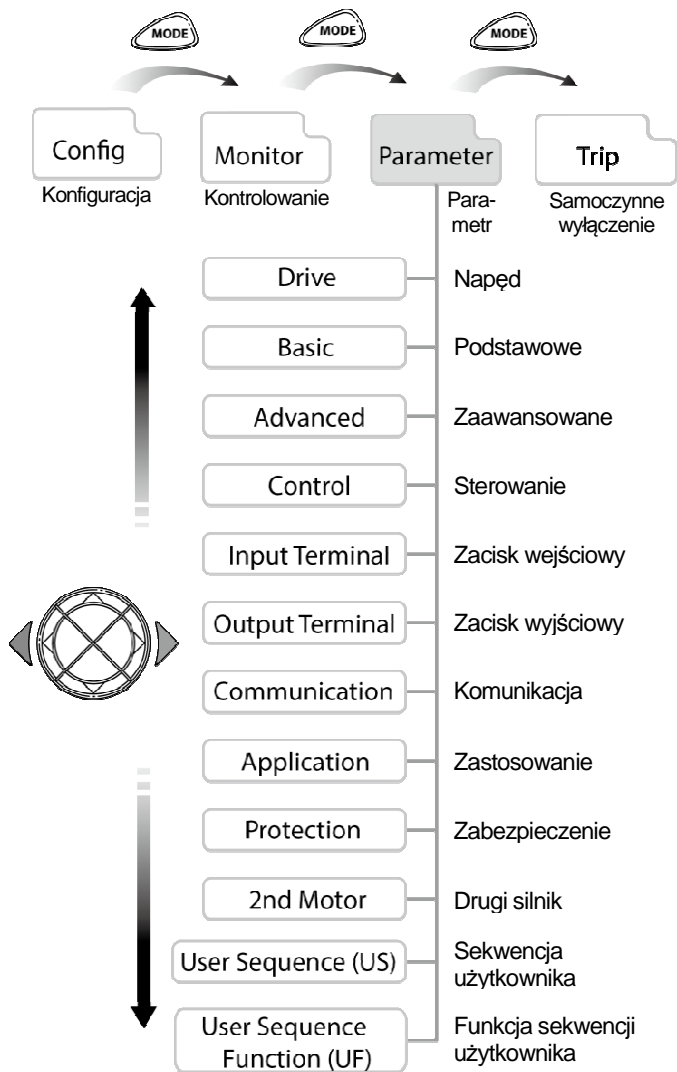 MODE MODE MODE
Config Monitor Parameter Trip
Konfiguracja Kontrolowanie Para- Samoczynne
metr wyłączenie
Drive Napęd
Basic Podstawowe
Advanced Zaawansowane
Control Sterowanie
Input Terminal Zacisk wejściowy
Output Terminal Zacisk wyjściowy
Communication Komunikacja
Application Zastosowanie
Protection Zabezpieczenie
2nd Motor Drugi silnik
User Sequence (US) Sekwencja
użytkownika
User Sequence Funkcja sekwencji
Function (UF) użytkownika